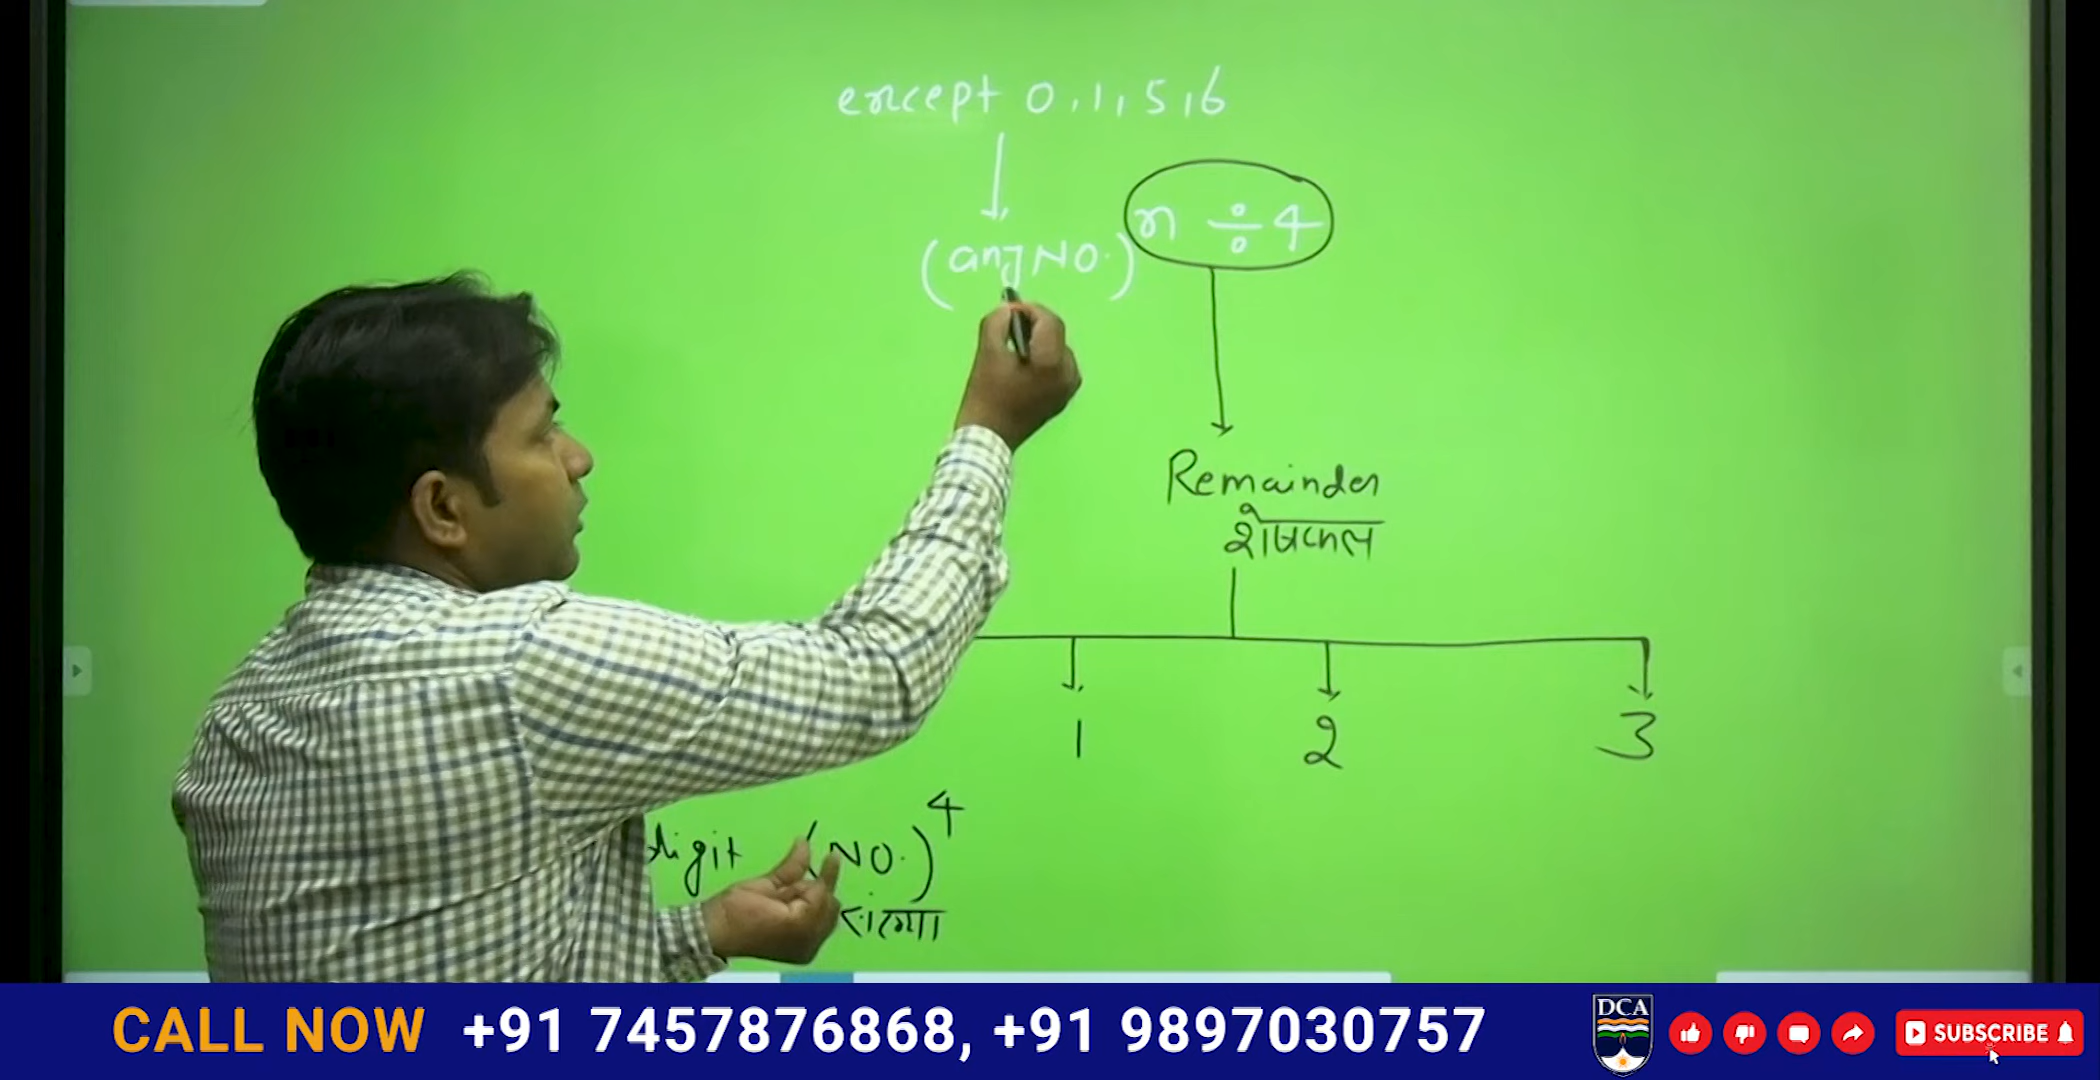 except 0, 1, 5, 6
(any NO.) n ÷ 4
Remainder
शेषफल
1 2 3
digit (NO.)⁴
संख्या
CALL NOW +91 7457876868, +91 9897030757
DCA
SUBSCRIBE